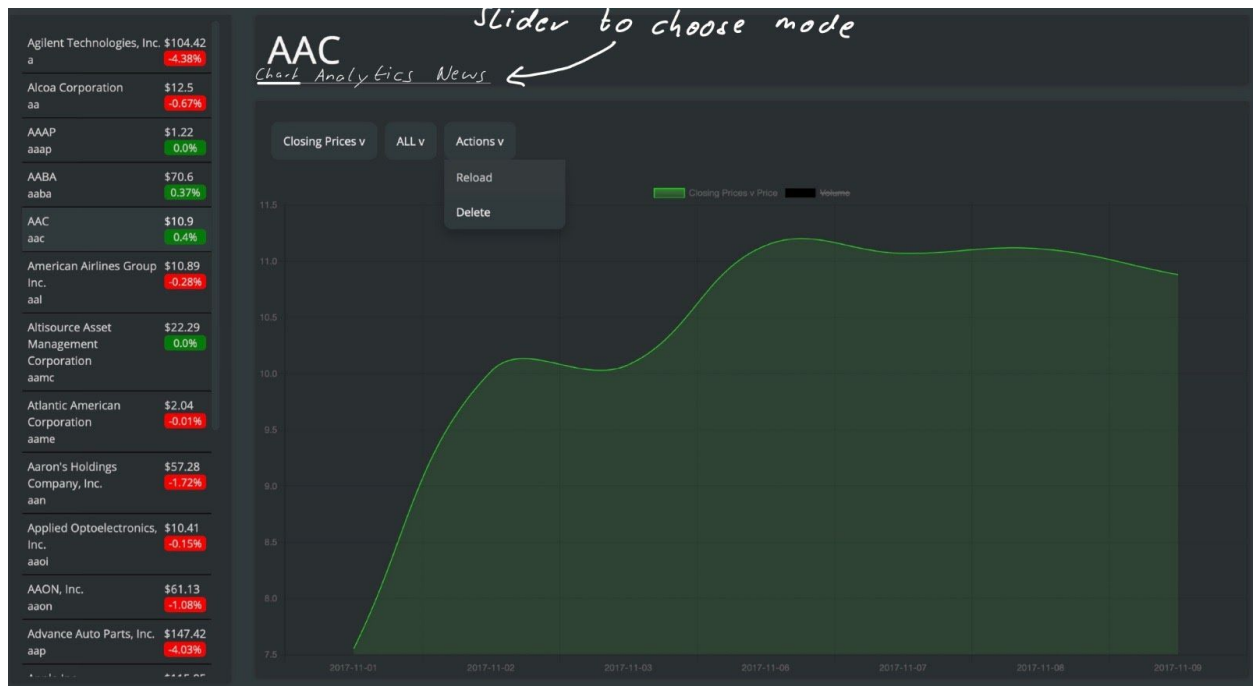 Slider to choose mode
AAC
Chart Analytics News
Agilent Technologies, Inc. $104.42
a -4.38%
Alcoa Corporation $12.5
aa -0.67%
AAAP $1.22
aaap 0.0%
AABA $70.6
aaba 0.37%
AAC $10.9
aac 0.4%
American Airlines Group $10.89
Inc. -0.28%
aal
Altisource Asset $22.29
Management 0.0%
Corporation
aamc
Atlantic American $2.04
Corporation -0.01%
aame
Aaron's Holdings $57.28
Company, Inc. -1.72%
aan
Applied Optoelectronics, $10.41
Inc. -0.15%
aaoi
AAON, Inc. $61.13
aaon -1.08%
Advance Auto Parts, Inc. $147.42
aap -4.03%
Closing Prices v ALL v Actions v
Reload
Delete
Closing Prices v Price Volume
11.5
11.0
10.5
10.0
9.5
9.0
8.5
8.0
7.5
2017-11-01 2017-11-02 2017-11-03 2017-11-06 2017-11-07 2017-11-08 2017-11-09